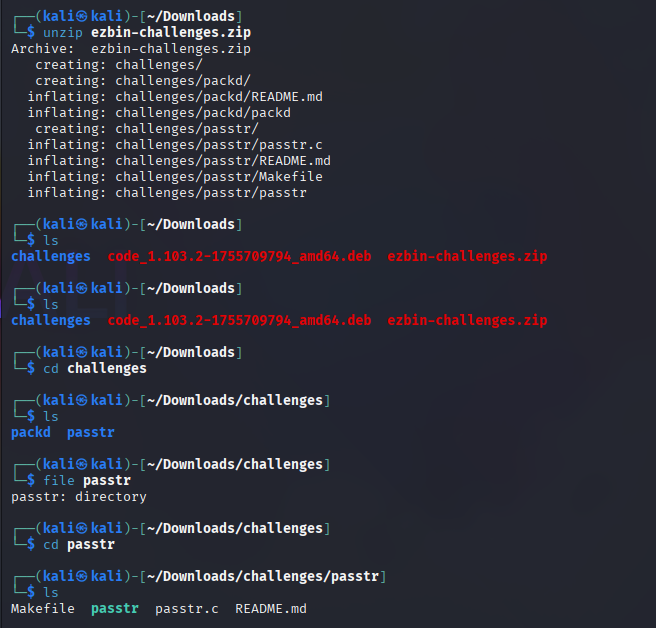 ┌──(kali㉿kali)-[~/Downloads]
└─$ unzip ezbin-challenges.zip
Archive:  ezbin-challenges.zip
   creating: challenges/
   creating: challenges/packd/
  inflating: challenges/packd/README.md
  inflating: challenges/packd/packd
   creating: challenges/passtr/
  inflating: challenges/passtr/passtr.c
  inflating: challenges/passtr/README.md
  inflating: challenges/passtr/Makefile
  inflating: challenges/passtr/passtr
┌──(kali㉿kali)-[~/Downloads]
└─$ ls
challenges  code_1.103.2-1755709794_amd64.deb  ezbin-challenges.zip
┌──(kali㉿kali)-[~/Downloads]
└─$ ls
challenges  code_1.103.2-1755709794_amd64.deb  ezbin-challenges.zip
┌──(kali㉿kali)-[~/Downloads]
└─$ cd challenges
┌──(kali㉿kali)-[~/Downloads/challenges]
└─$ ls
packd  passtr
┌──(kali㉿kali)-[~/Downloads/challenges]
└─$ file passtr
passtr: directory
┌──(kali㉿kali)-[~/Downloads/challenges]
└─$ cd passtr
┌──(kali㉿kali)-[~/Downloads/challenges/passtr]
└─$ ls
Makefile  passtr  passtr.c  README.md